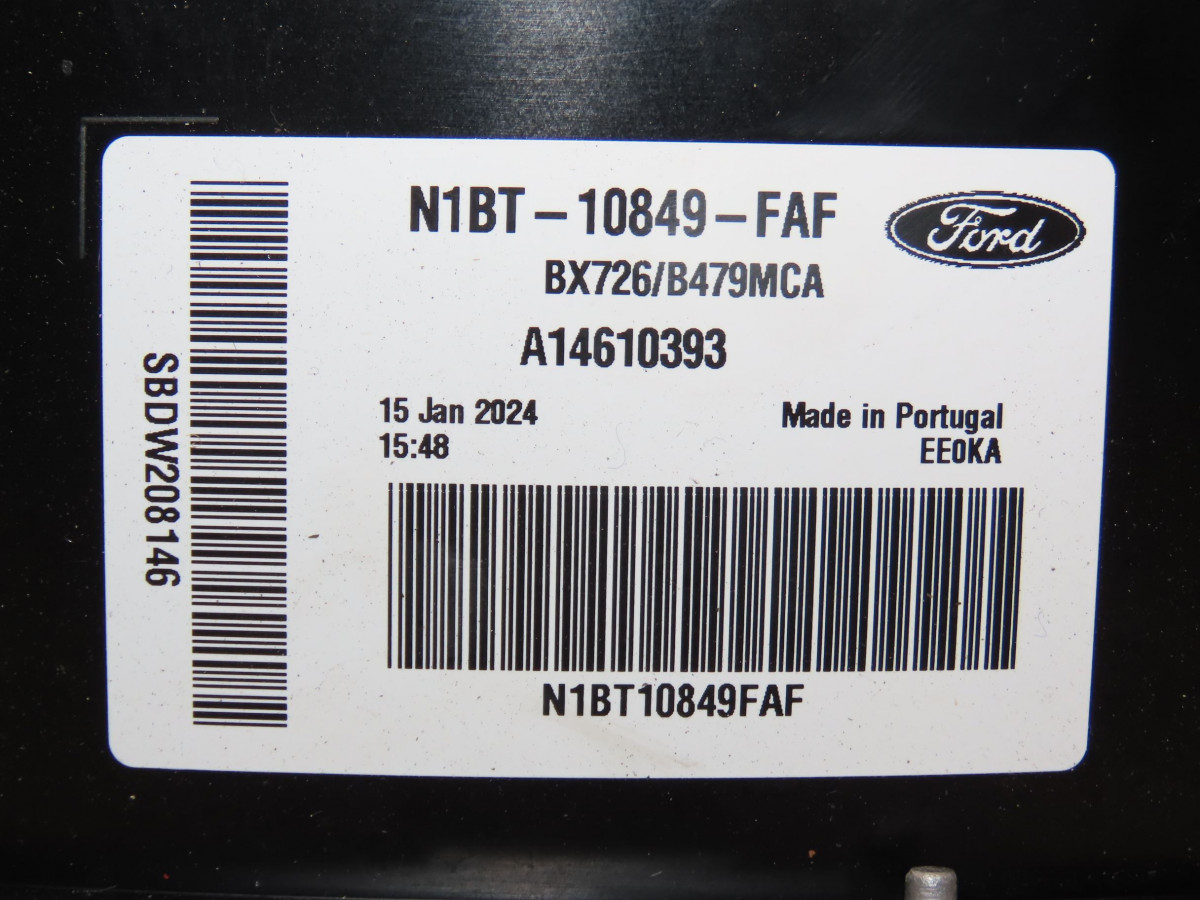 N1BT-10849-FAF
Ford
BX726/B479MCA
A14610393
15 Jan 2024
15:48
Made in Portugal
EE0KA
SBDW208146
N1BT10849FAF